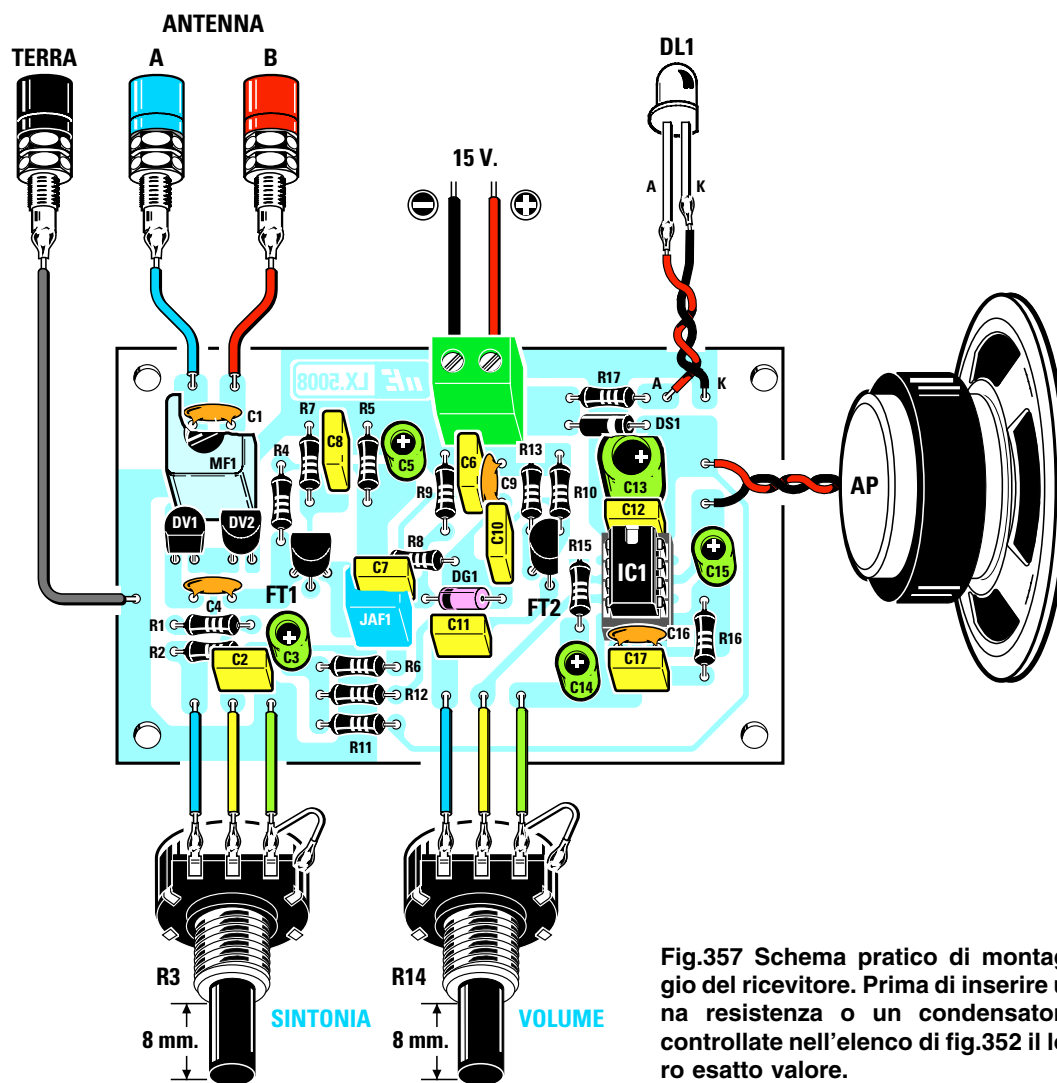 ANTENNA
TERRA
A
B
DL1
15 V.
A
K
A
K
LX.5008
C1
MF1
R7
R5
C8
C5
R4
R17
DS1
R13
C6
C9
R9
R10
C13
C12
AP
DV1
DV2
C10
R8
C7
R15
IC1
C15
C4
FT1
DG1
FT2
JAF1
R1
C11
C16
R16
R2
C2
C3
C17
R6
C14
R12
R11
R3
SINTONIA
8 mm.
R14
VOLUME
8 mm.
Fig.357 Schema pratico di montag
gio del ricevitore. Prima di inserire
na resistenza o un condensator
controllate nell'elenco di fig.352 il
ro esatto valore.